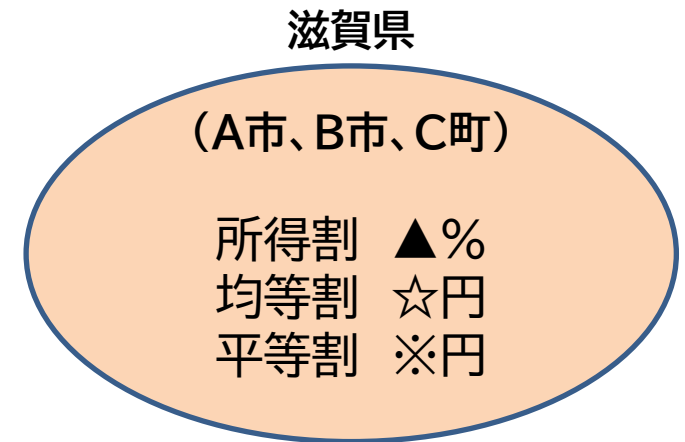 滋賀県
（A市、B市、C町）
所得割　▲%
均等割　☆円
平等割　※円